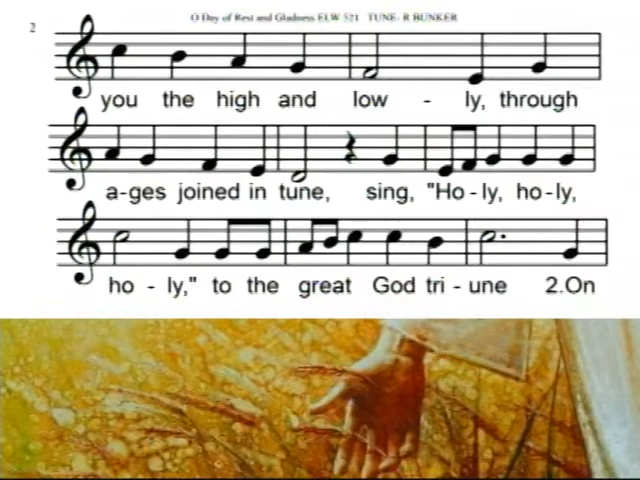 O Day of Rest and Gladness ELW 521 TUNE- R BUNKER
2
you the high and low - ly, through
a-ges joined in tune, sing, "Ho - ly, ho-ly,
ho - ly," to the great God tri - une 2.On